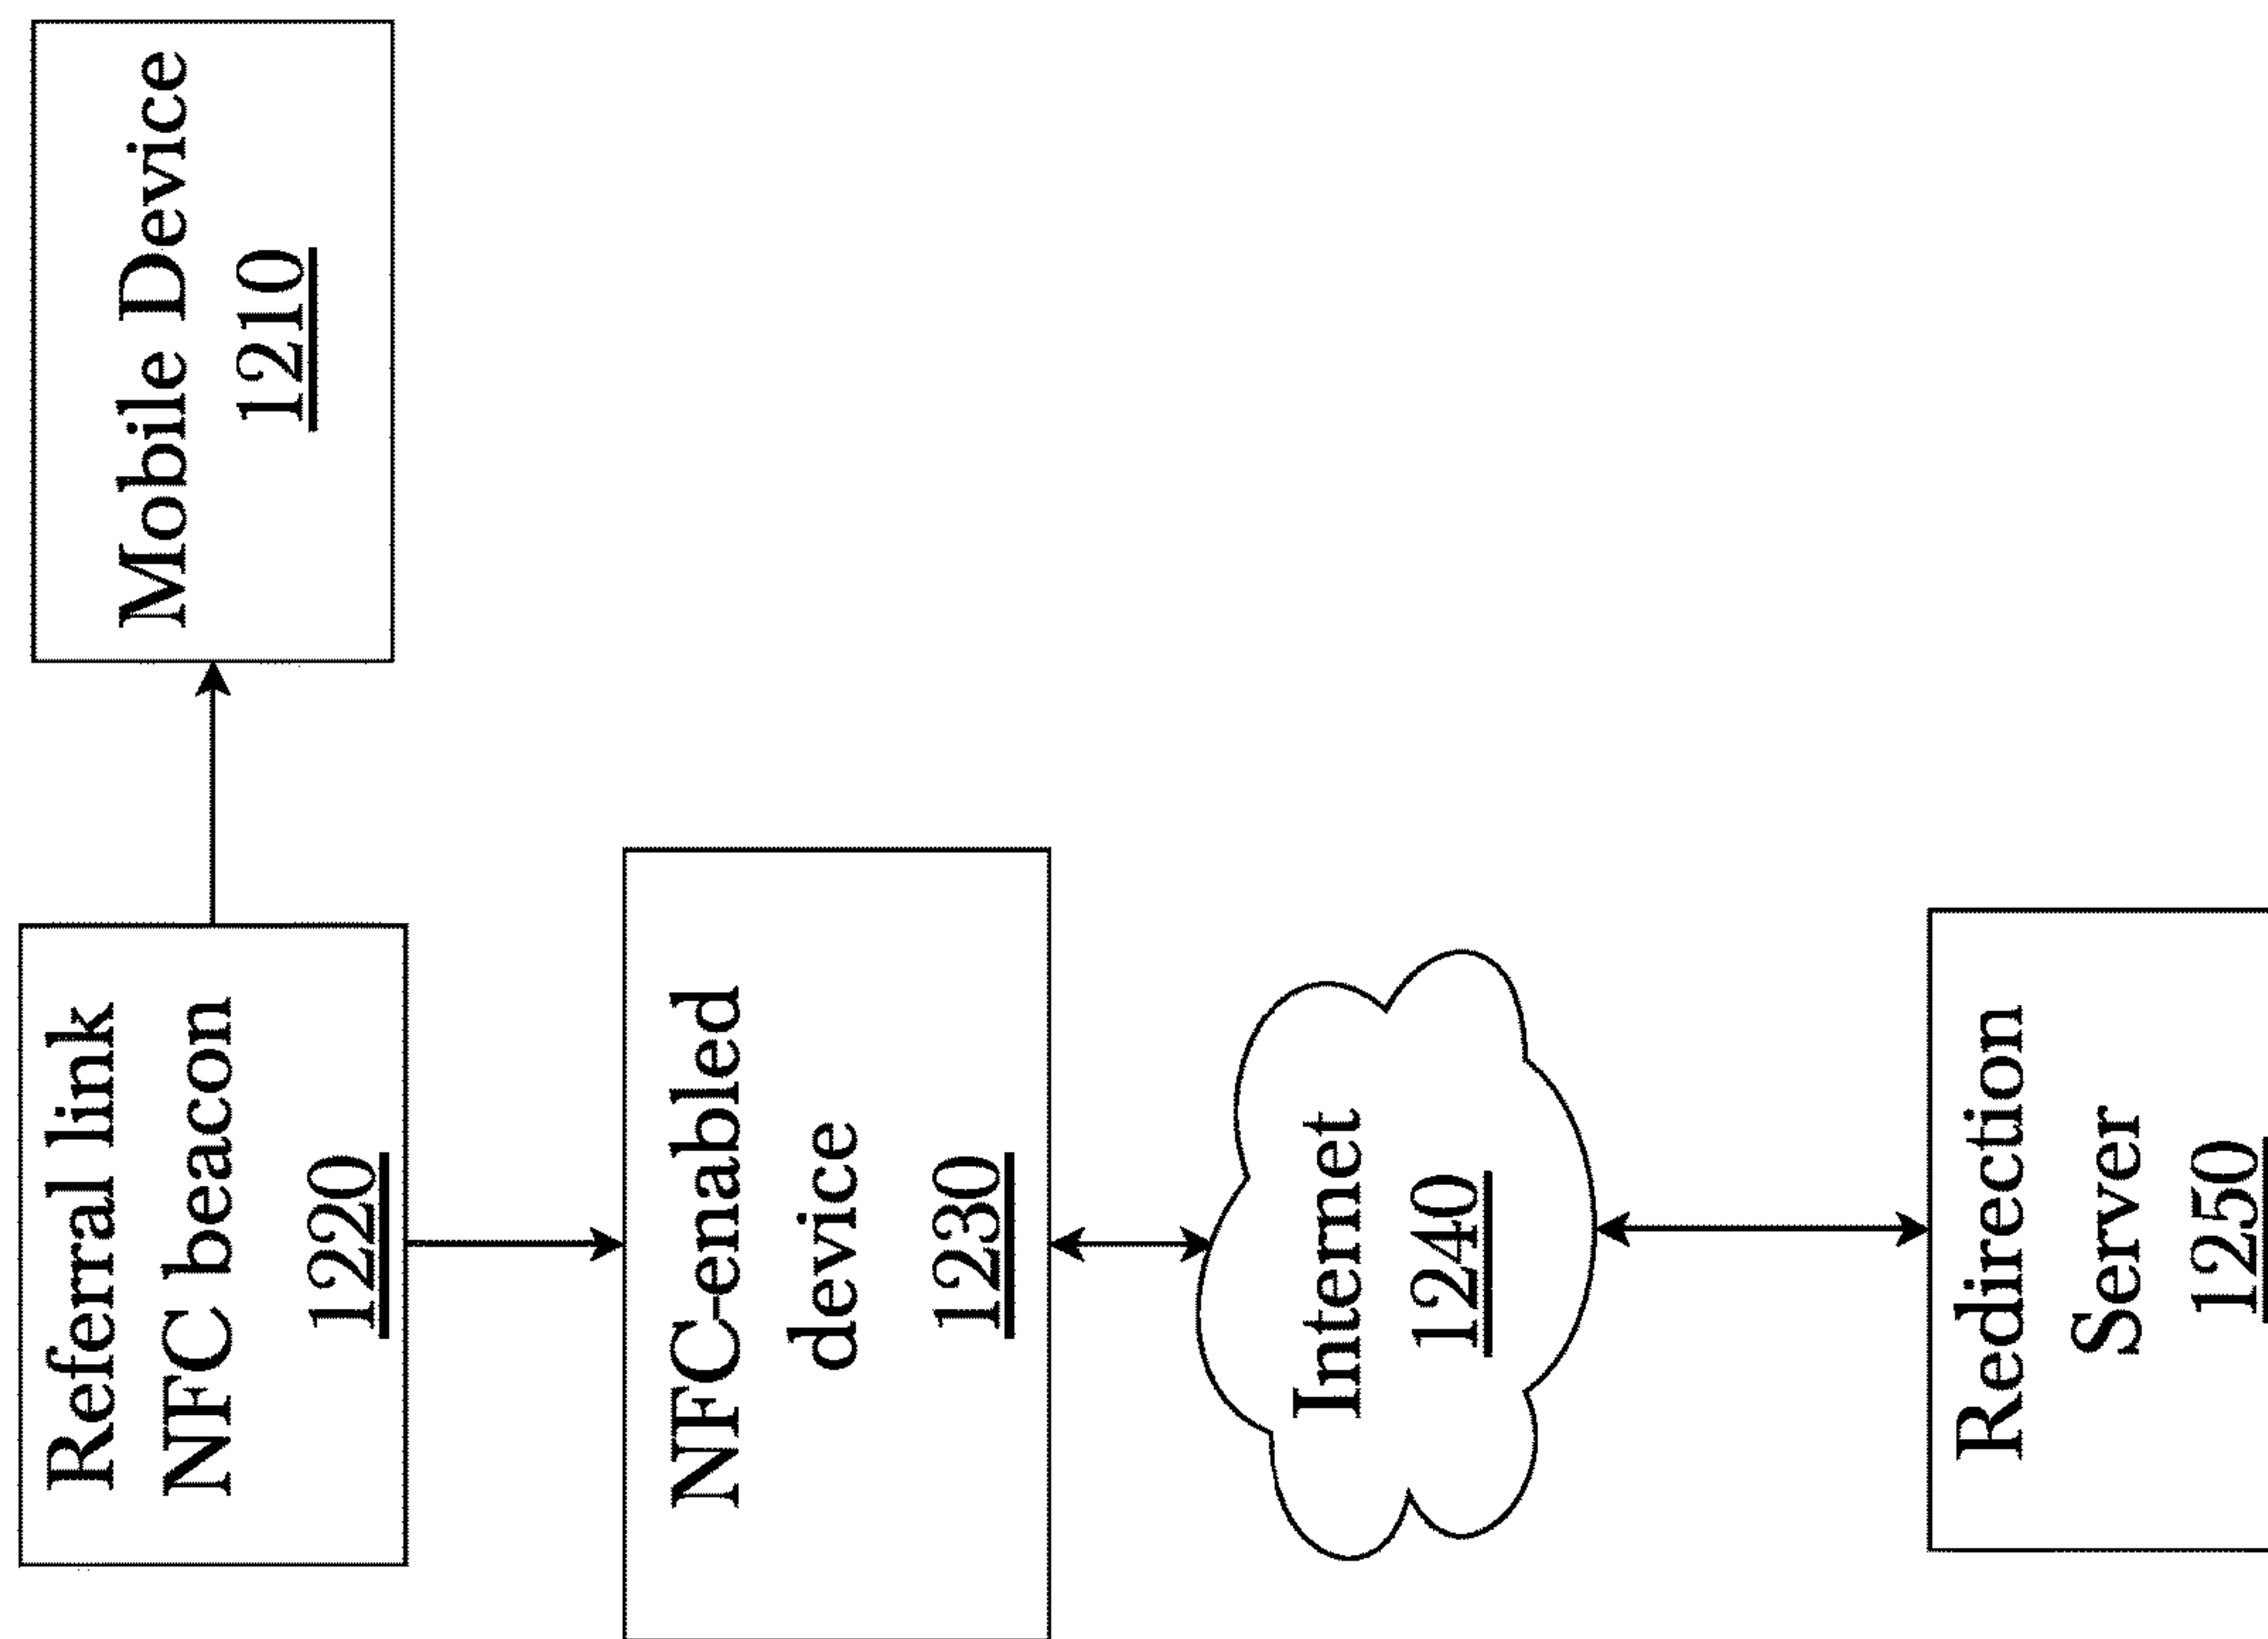 Mobile Device
1210
Referral link
NFC beacon
1220
NFC-enabled
device
1230
Internet
1240
Redirection
Server
1250